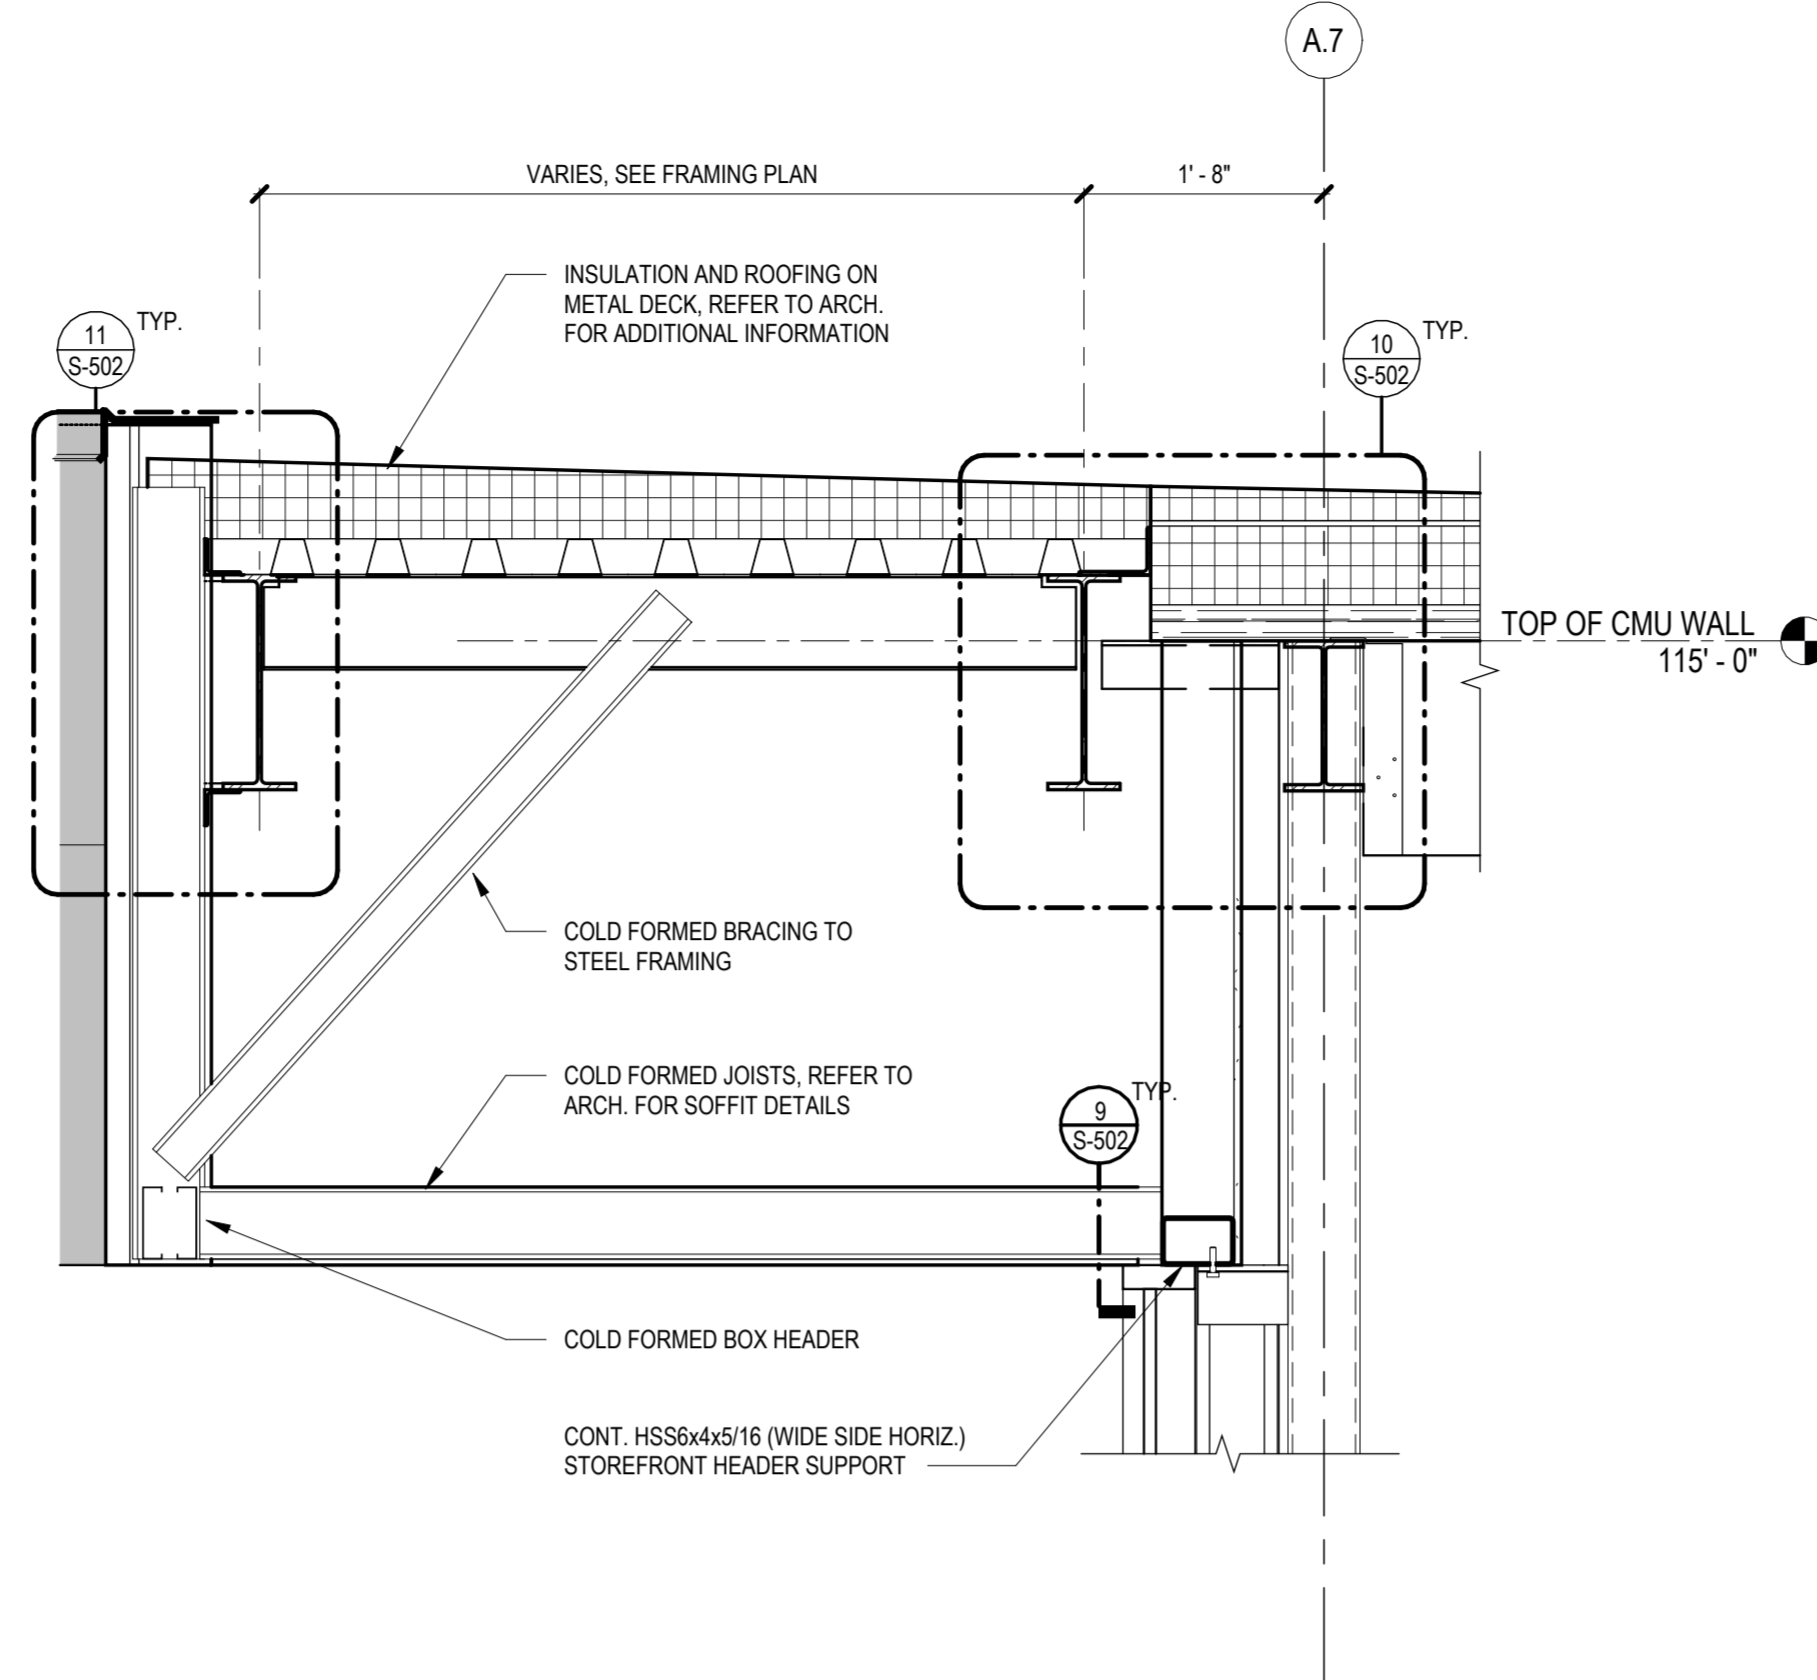 A.7
VARIES, SEE FRAMING PLAN
1' - 8"
INSULATION AND ROOFING ON
METAL DECK, REFER TO ARCH.
FOR ADDITIONAL INFORMATION
11
S-502
TYP.
10
S-502
TYP.
TOP OF CMU WALL
115' - 0"
COLD FORMED BRACING TO
STEEL FRAMING
COLD FORMED JOISTS, REFER TO
ARCH. FOR SOFFIT DETAILS
9
S-502
TYP.
COLD FORMED BOX HEADER
CONT. HSS6x4x5/16 (WIDE SIDE HORIZ.)
STOREFRONT HEADER SUPPORT